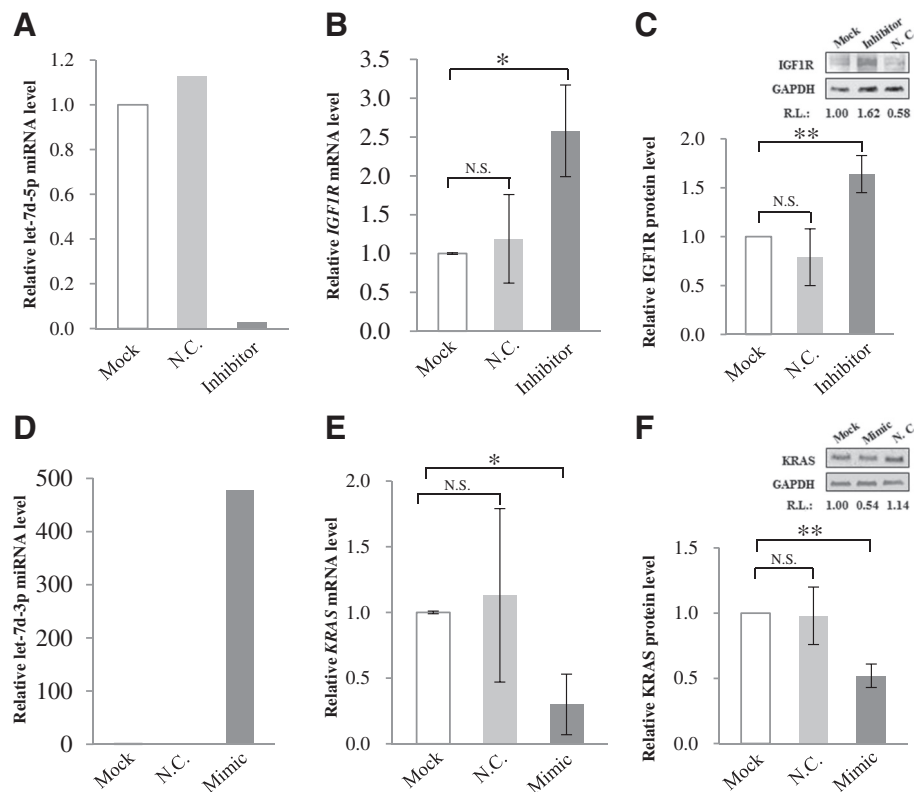 A
Relative let-7d-5p miRNA level
1.2
1.0
0.8
0.6
0.4
0.2
0.0
Mock
N.C.
Inhibitor
B
Relative IGF1R mRNA level
3.5
3.0
2.5
2.0
1.5
1.0
0.5
0.0
*
N.S.
Mock
N.C.
Inhibitor
C
Mock Inhibitor N. C.
IGF1R
GAPDH
R.L.: 1.00 1.62 0.58
Relative IGF1R protein level
2.0
1.5
1.0
0.5
0.0
**
N.S.
Mock
N.C.
Inhibitor
D
Relative let-7d-3p miRNA level
500
400
300
200
100
0
Mock
N.C.
Mimic
E
Relative KRAS mRNA level
2.0
1.5
1.0
0.5
0.0
*
N.S.
Mock
N.C.
Mimic
F
Mock Mimic N. C.
KRAS
GAPDH
R.L.: 1.00 0.54 1.14
Relative KRAS protein level
1.5
1.0
0.5
0.0
**
N.S.
Mock
N.C.
Mimic